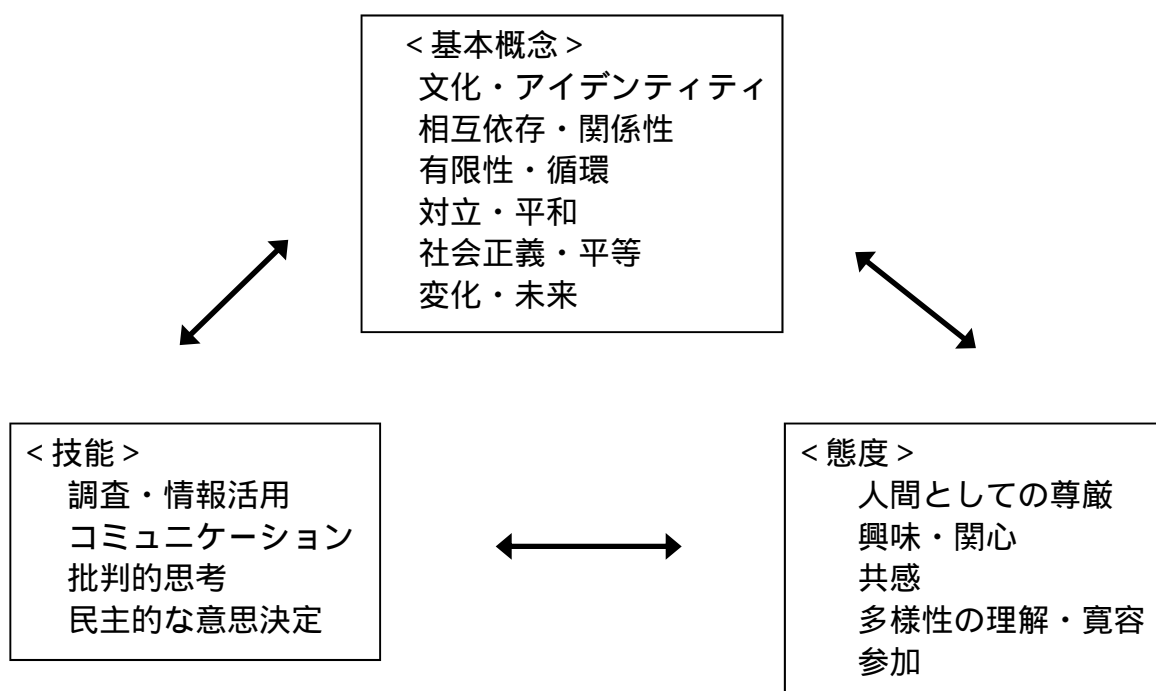 <基本概念>
文化・アイデンティティ
相互依存・関係性
有限性・循環
対立・平和
社会正義・平等
変化・未来
<技能>
調査・情報活用
コミュニケーション
批判的思考
民主的な意思決定
<態度>
人間としての尊厳
興味・関心
共感
多様性の理解・寛容
参加